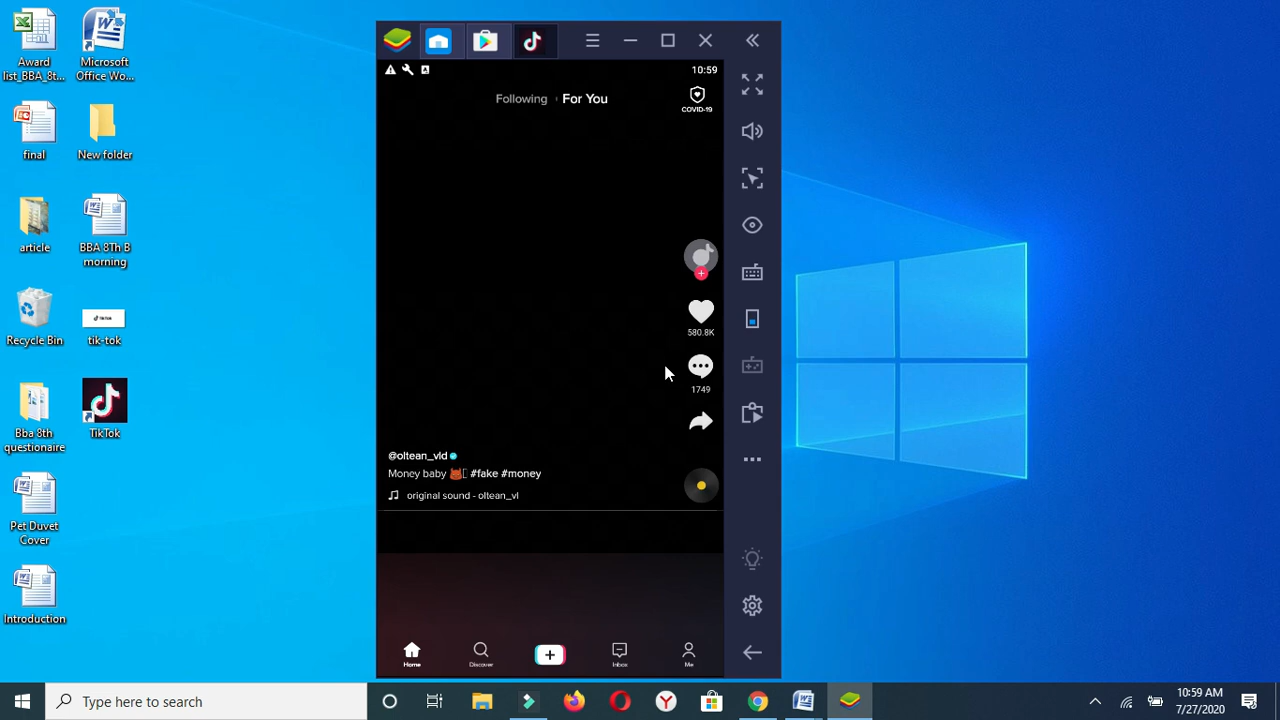 Award
list_BBA_8t...
Microsoft
Office Wo...
final
New folder
article
BBA 8Th B
morning
Recycle Bin
tik-tok
Bba 8th
questionaire
TikTok
Pet Duvet
Cover
Introduction
10:59
Following
For You
COVID-19
580.8K
1749
@oltean_vld
Money baby #fake #money
original sound - oltean_vl
Home
Discover
Inbox
Me
Type here to search
10:59 AM
7/27/2020